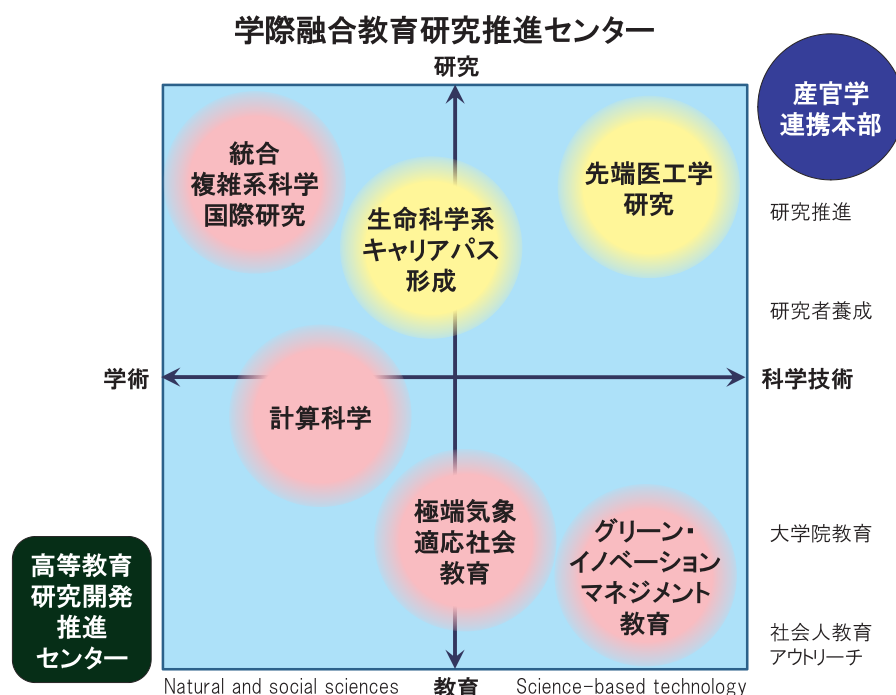 学際融合教育研究推進センター
研究
産官学
連携本部
統合
複雑系科学
国際研究
生命科学系
キャリアパス
形成
先端医工学
研究
研究推進
研究者養成
学術
科学技術
計算科学
極端気象
適応社会
教育
グリーン・
イノベーション
マネジメント
教育
大学院教育
高等教育
研究開発
推進
センター
社会人教育
アウトリーチ
Natural and social sciences
教育
Science-based technology